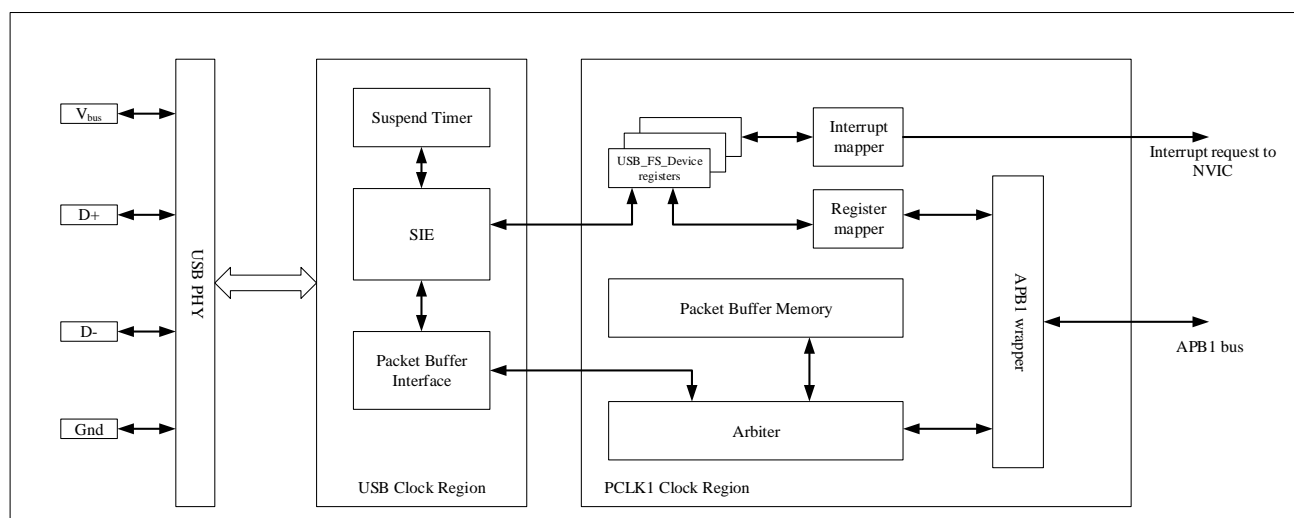 Vbus
D+
D-
Gnd
USB PHY
Suspend Timer
SIE
Packet Buffer
Interface
USB Clock Region
USB_FS_Device
registers
Interrupt
mapper
Register
mapper
Packet Buffer Memory
Arbiter
PCLK1 Clock Region
APB1 wrapper
Interrupt request to
NVIC
APB1 bus